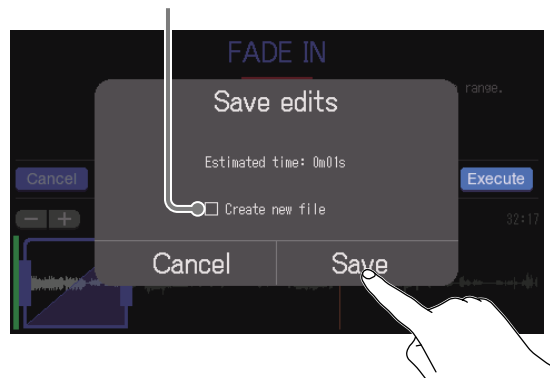 FADE IN
range.
Save edits
Estimated time: 0m01s
Cancel
Execute
Create new file
32:17
Cancel
Save